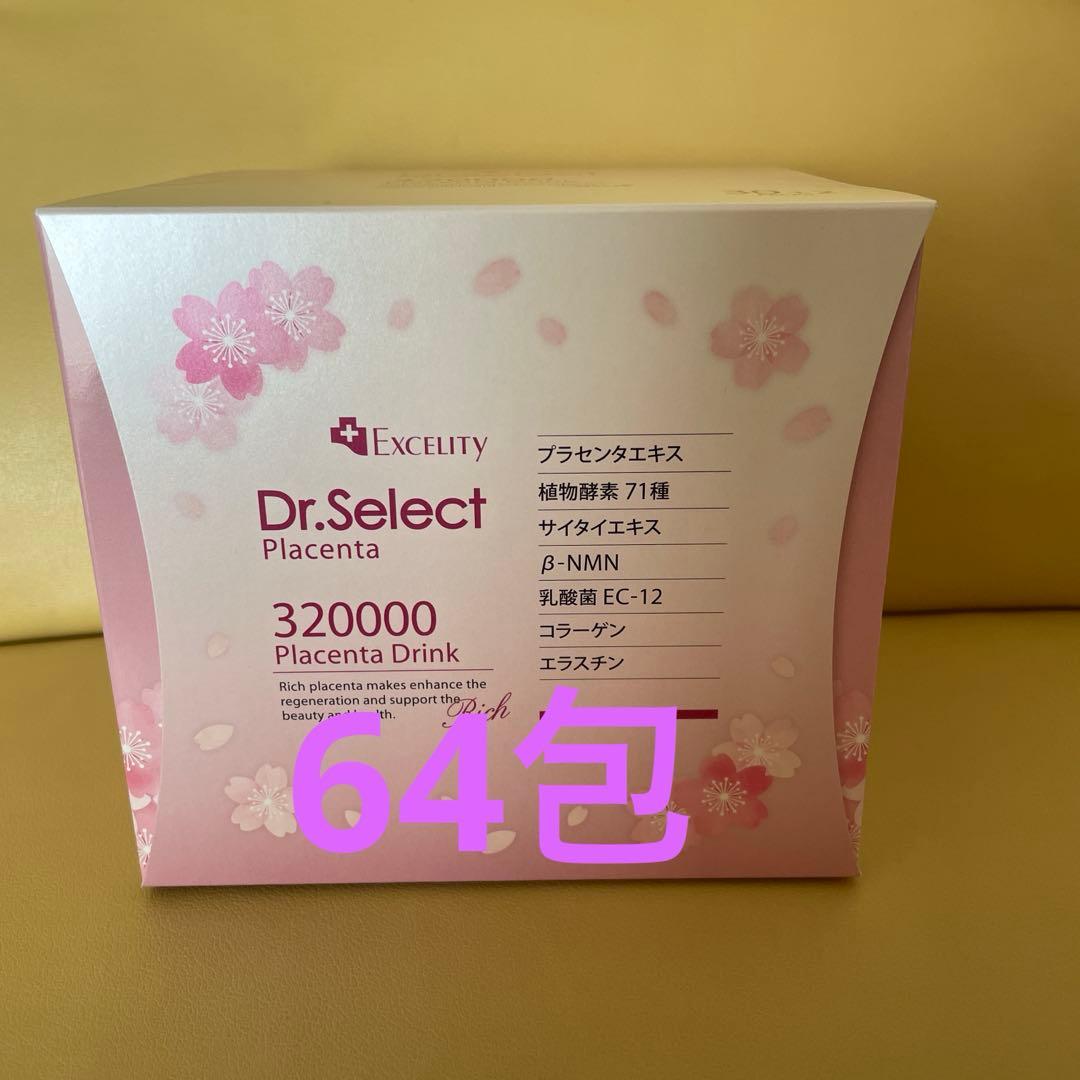 EXCELITY
Dr.Select
Placenta
320000
Placenta Drink
Rich placenta makes enhance the
regeneration and support the
beauty and health.
Rich
プラセンタエキス
植物酵素 71種
サイタイエキス
β-NMN
乳酸菌 EC-12
コラーゲン
エラスチン
64包